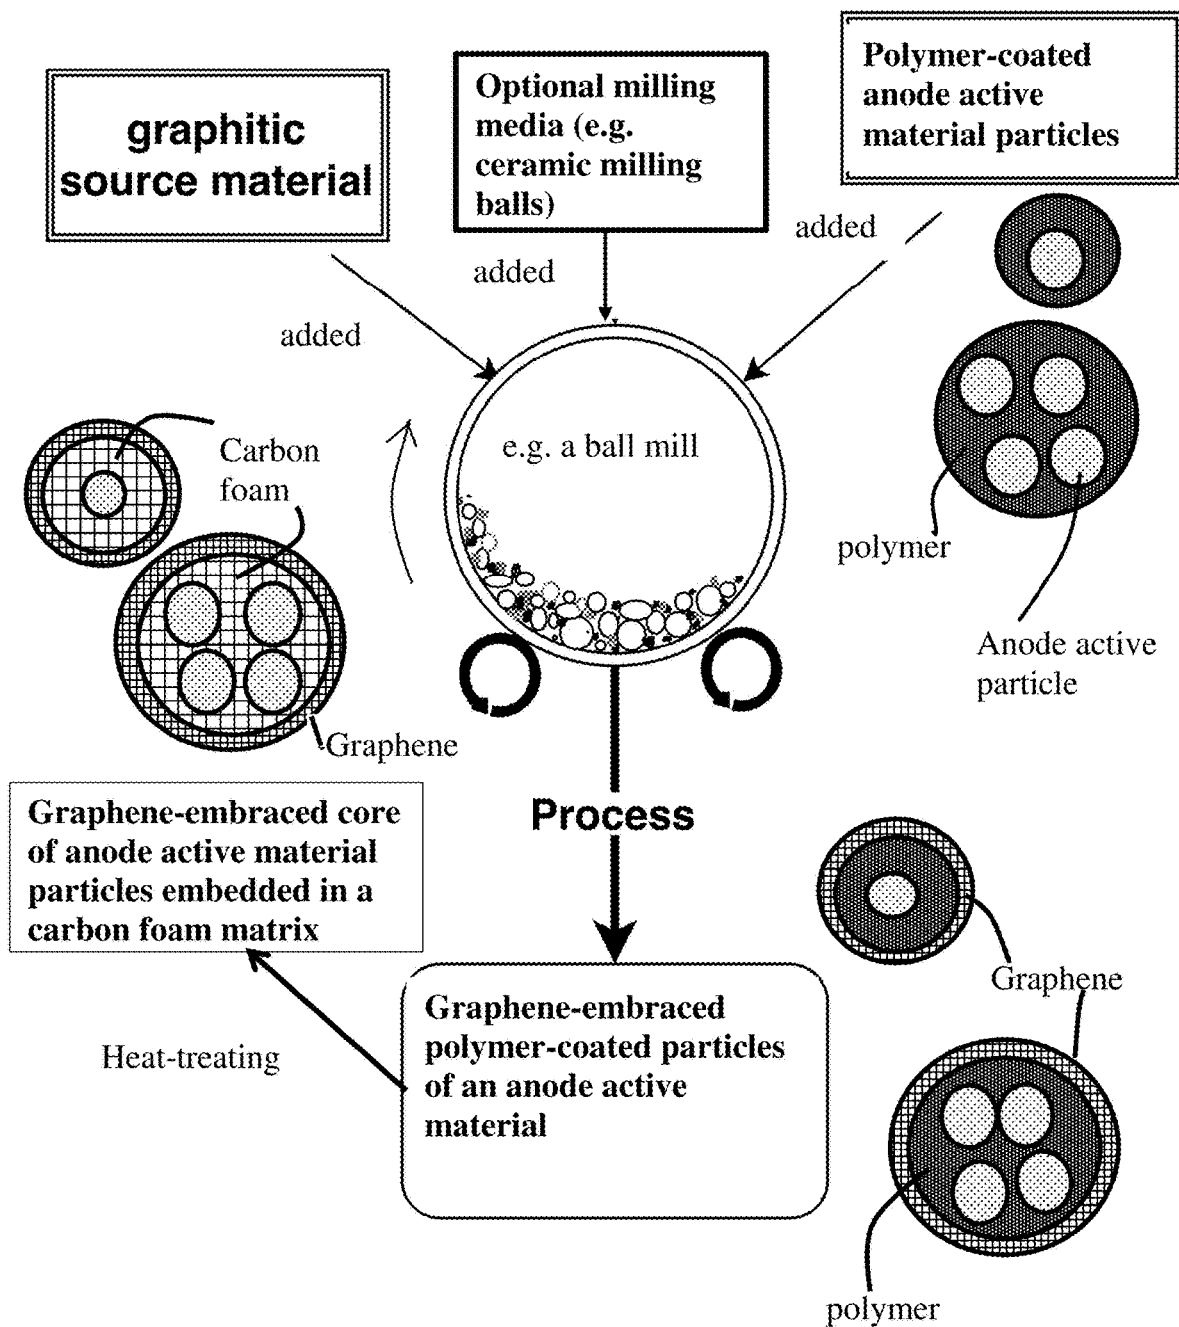 graphitic
source material
Optional milling
media (e.g.
ceramic milling
balls)
Polymer-coated
anode active
material particles
added
added
added
e.g. a ball mill
Carbon
foam
polymer
Anode active
particle
Graphene
Graphene-embraced core
of anode active material
particles embedded in a
carbon foam matrix
Process
Graphene
Heat-treating
Graphene-embraced
polymer-coated particles
of an anode active
material
polymer